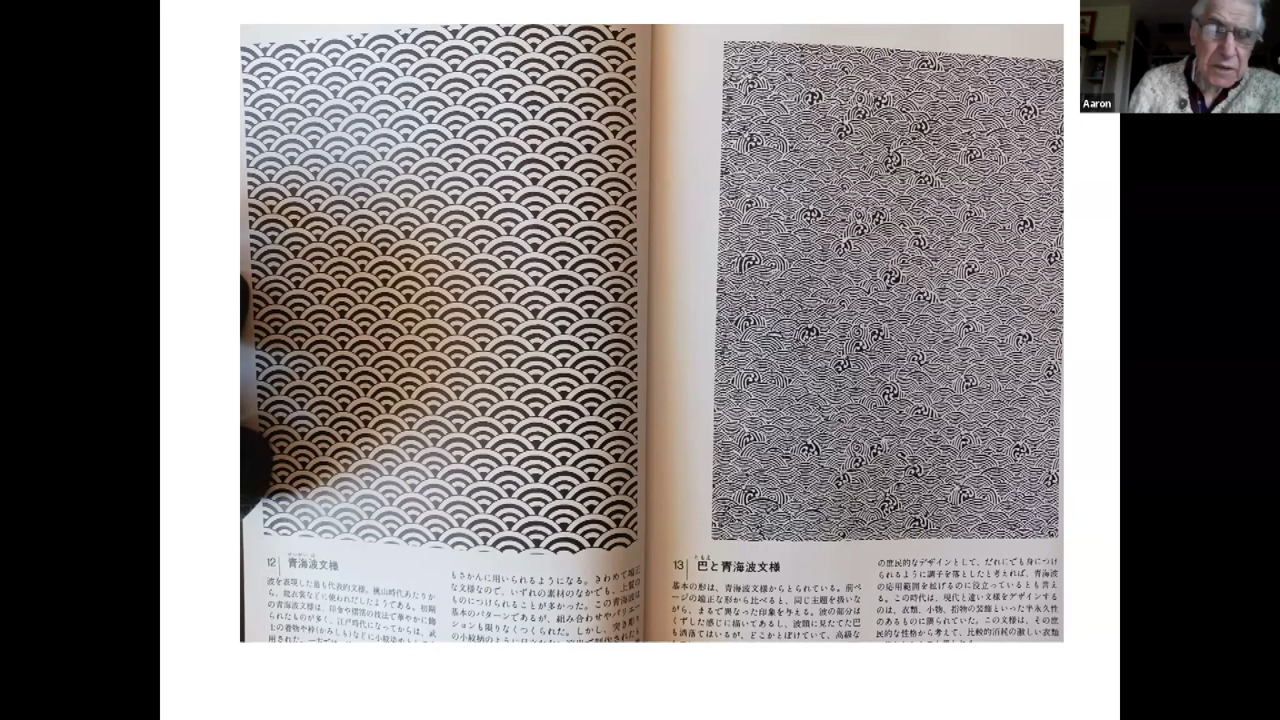 Aaron
12 青海波文様
波を表現した最も代表的文様。桃山時代あたりか
ら、能衣裳などに使われだしたようである。初期
の青海波文様は、印金や摺箔の技法で華やかに飾
られたものが多く、江戸時代になってからは、武
士の着物や裃(かみしも)などに小紋染
もさかんに用いられるようになる。きわめて端正
な文様なので、いずれの素材のなかでも、上質の
ものにつけられることが多かった。この青海波は
基本のパターンであるが、組み合わせやバリエー
ションも限りなくつくられた。しかし、突き彫り
の小紋柄のように
ともえ
13 巴と青海波文様
基本の形は、青海波文様からとられている。前ペ
ージの端正な形から比べると、同じ主題を扱いな
がら、まるで異なった印象を与える。波の部分は
くずした感じに描いてあるし、波頭に見たてた巴
も洒落てはいるが、どこかとぼけていて、高級な
の庶民的なデザインとして、だれにでも身につけ
られるように調子を落としたと考えれば、青海波
の応用範囲を拡げるのに役立っているとも言え
る。この時代は、現代と違い文様をデザインする
のは、衣類、小物、指物の装飾といった半永久性
のあるものに限られていた。この文様は、その庶
民的な性格から考えて、比較的消耗の激しい衣類